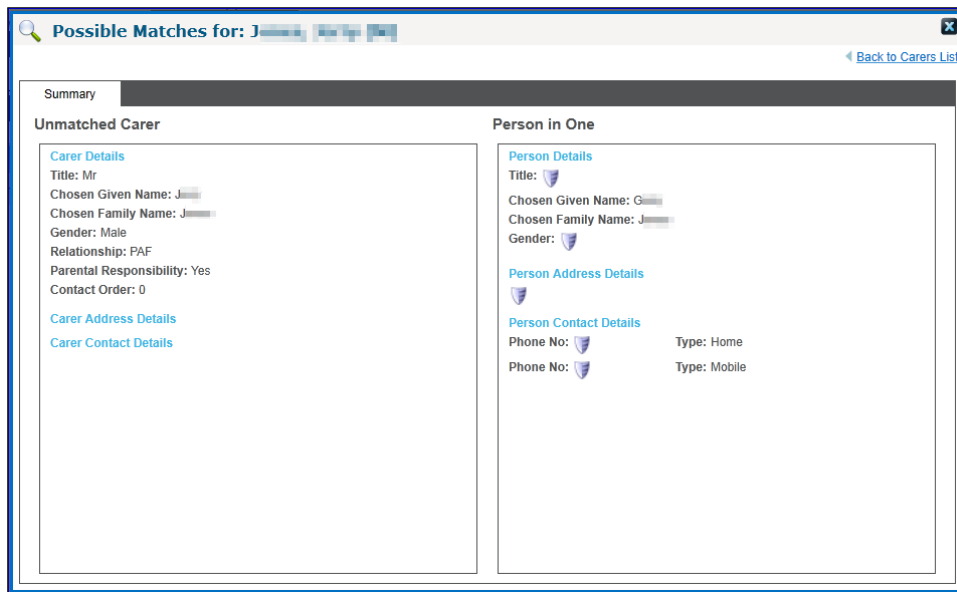 Possible Matches for:
Back to Carers List
Summary
Unmatched Carer
Carer Details
Title: Mr
Chosen Given Name:
Chosen Family Name:
Gender: Male
Relationship: PAF
Parental Responsibility: Yes
Contact Order: 0
Carer Address Details
Carer Contact Details
Person in One
Person Details
Title:
Chosen Given Name:
Chosen Family Name:
Gender:
Person Address Details
Person Contact Details
Phone No: Type: Home
Phone No: Type: Mobile